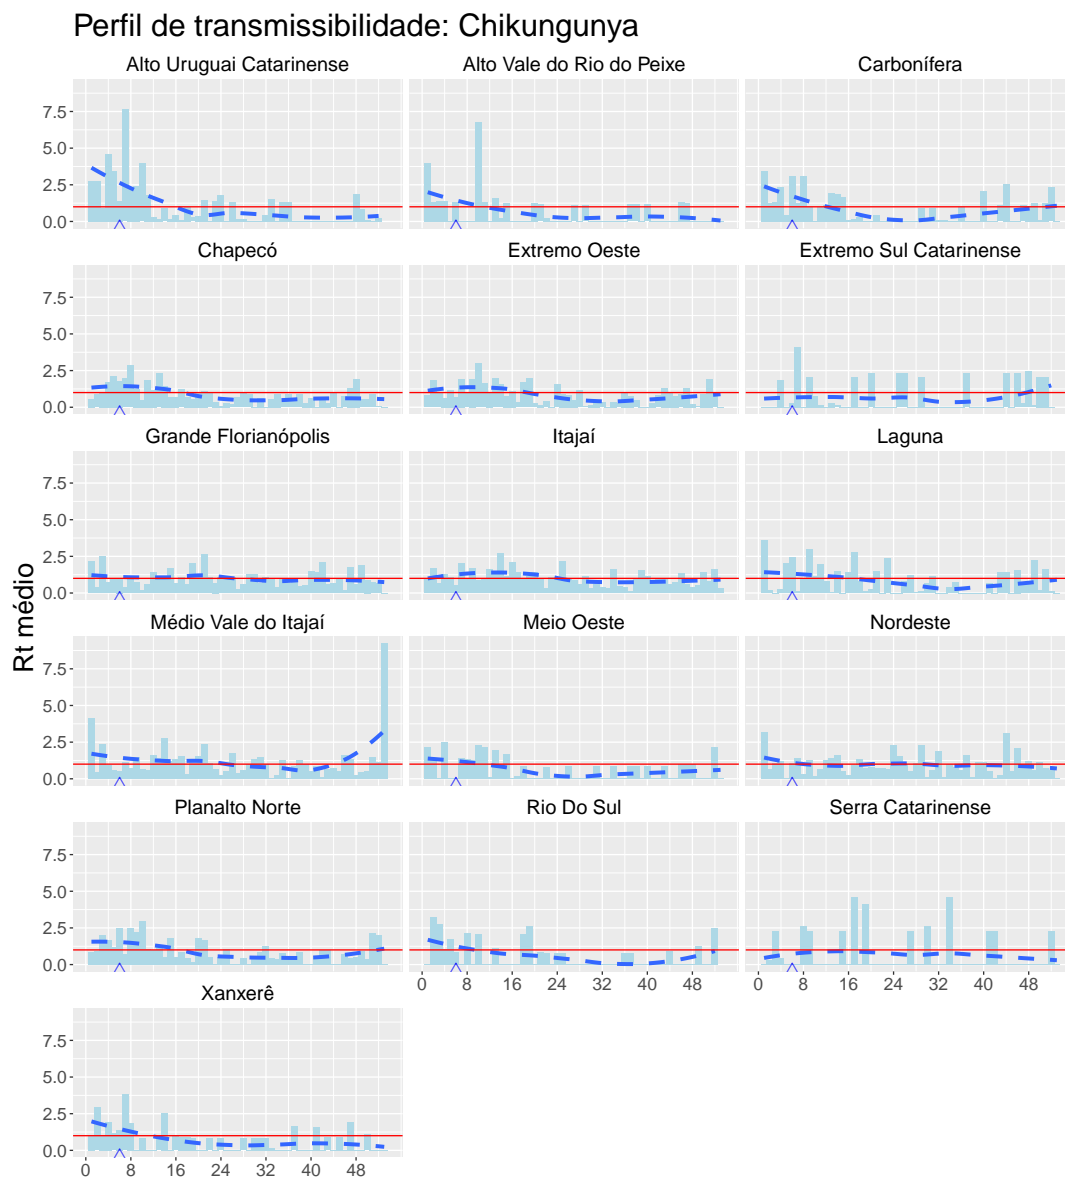 Perfil de transmissibilidade: Chikungunya
Alto Uruguai Catarinense
Alto Vale do Rio do Peixe
Carbonífera
7.5
5.0
2.5
0.0
Chapecó
Extremo Oeste
Extremo Sul Catarinense
7.5
5.0
2.5
0.0
Grande Florianópolis
Itajaí
Laguna
7.5
5.0
2.5
0.0
Rt médio
Médio Vale do Itajaí
Meio Oeste
Nordeste
7.5
5.0
2.5
0.0
Planalto Norte
Rio Do Sul
Serra Catarinense
7.5
5.0
2.5
0.0
0 8 16 24 32 40 48
0 8 16 24 32 40 48
Xanxerê
7.5
5.0
2.5
0.0
0 8 16 24 32 40 48